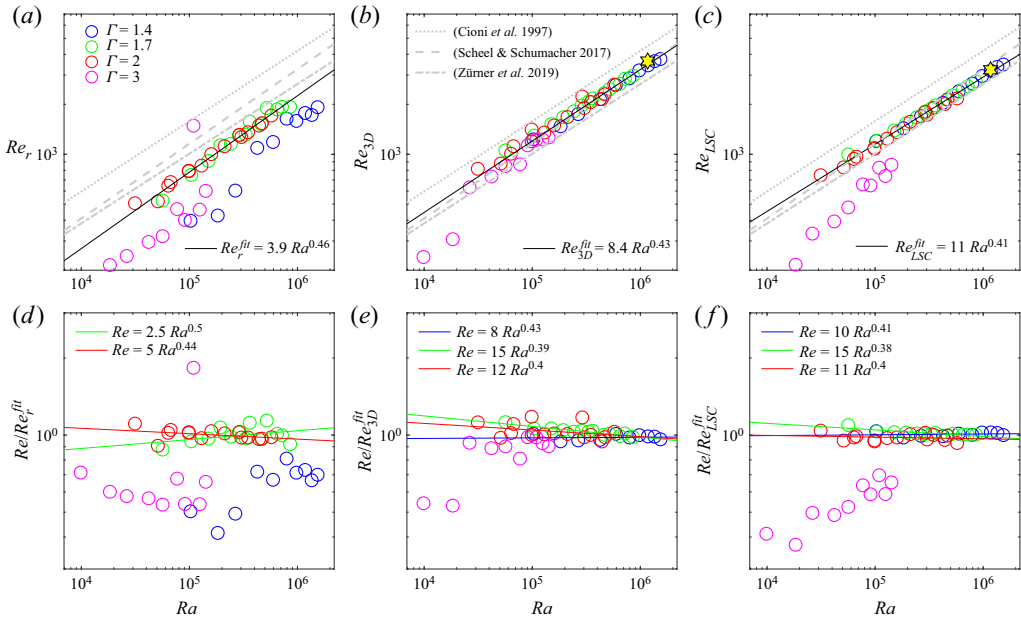 (a)
Γ = 1.4
Γ = 1.7
Γ = 2
Γ = 3
Re_r
10^3
10^4 10^5 10^6
Re_r^fit = 3.9 Ra^0.46
(b)
(Cioni et al. 1997)
(Scheel & Schumacher 2017)
(Zürner et al. 2019)
Re_3D
10^3
10^4 10^5 10^6
Re_3D^fit = 8.4 Ra^0.43
(c)
Re_LSC
10^3
10^4 10^5 10^6
Re_LSC^fit = 11 Ra^0.41
(d)
Re = 2.5 Ra^0.5
Re = 5 Ra^0.44
Re/Re_r^fit
10^0
10^4 10^5 10^6
Ra
(e)
Re = 8 Ra^0.43
Re = 15 Ra^0.39
Re = 12 Ra^0.4
Re/Re_3D^fit
10^0
10^4 10^5 10^6
Ra
(f)
Re = 10 Ra^0.41
Re = 15 Ra^0.38
Re = 11 Ra^0.4
Re/Re_LSC^fit
10^0
10^4 10^5 10^6
Ra